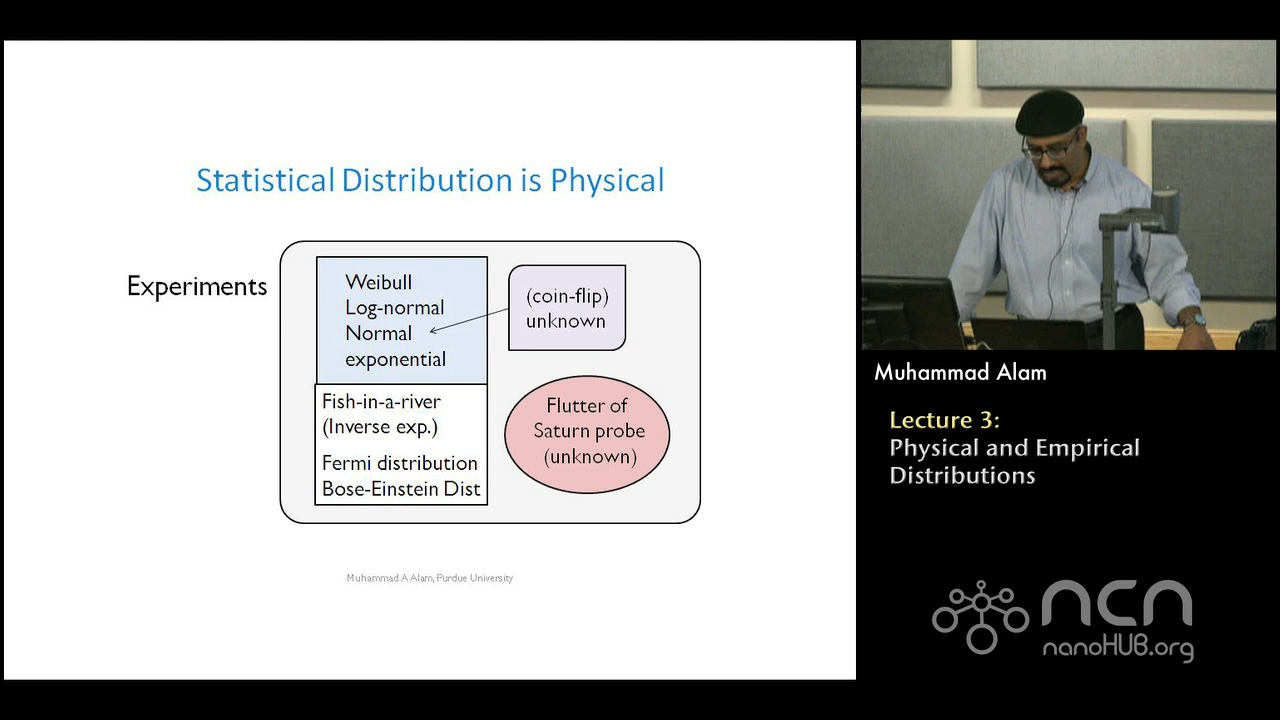 Statistical Distribution is Physical
Experiments
Weibull
Log-normal
Normal
exponential
(coin-flip)
unknown
Fish-in-a-river
(Inverse exp.)
Fermi distribution
Bose-Einstein Dist
Flutter of
Saturn probe
(unknown)
Muhammad A Alam, Purdue University
Muhammad Alam
Lecture 3:
Physical and Empirical
Distributions
ncn
nanoHUB.org